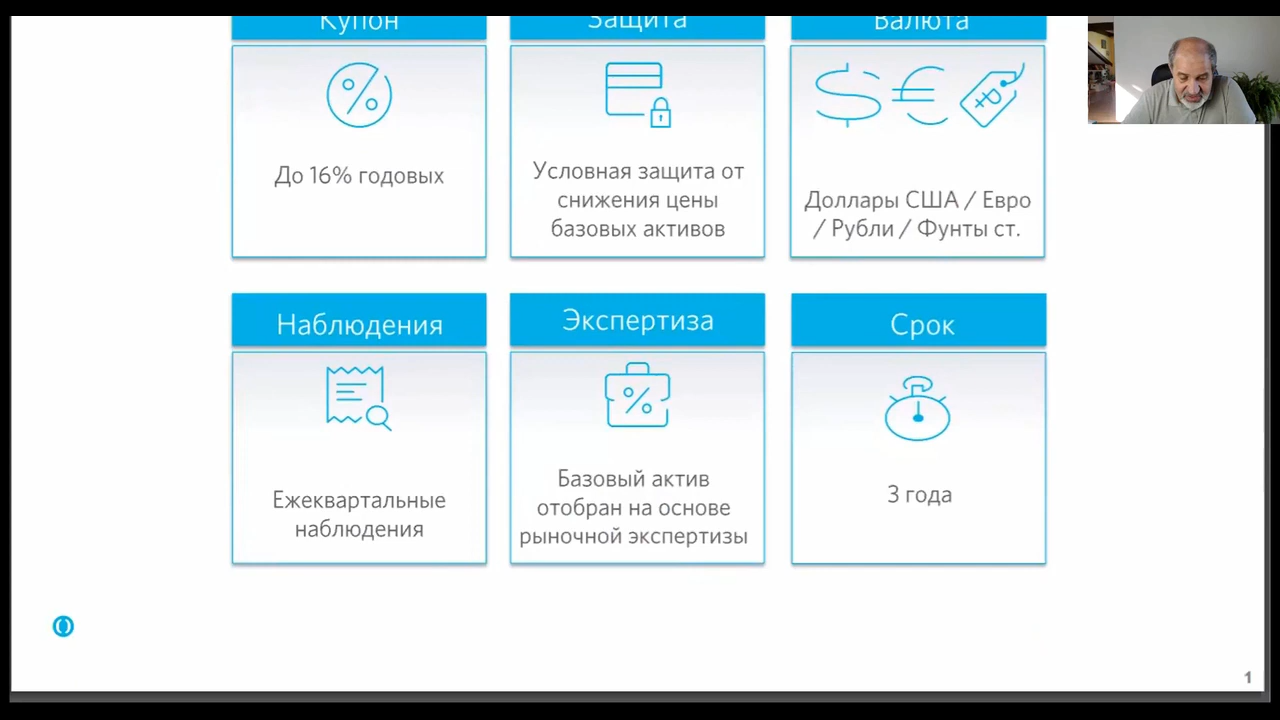 Купон
Защита
Валюта
До 16% годовых
Условная защита от
снижения цены
базовых активов
Доллары США / Евро
/ Рубли / Фунты ст.
Наблюдения
Экспертиза
Срок
Ежеквартальные
наблюдения
Базовый актив
отобран на основе
рыночной экспертизы
3 года
1